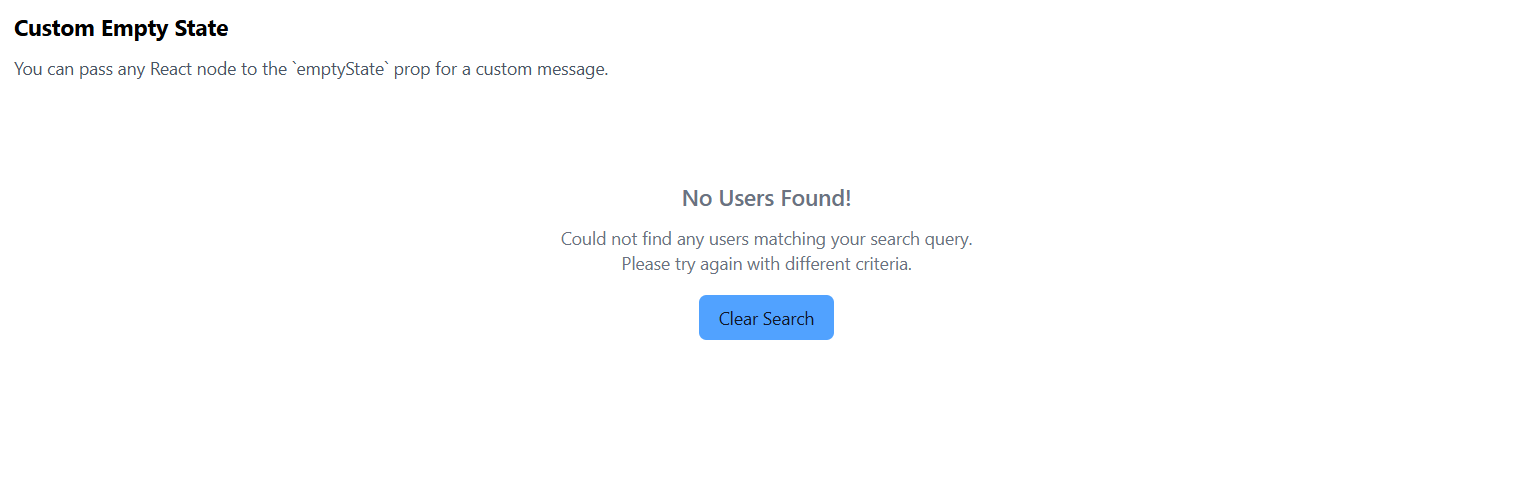 Custom Empty State
You can pass any React node to the `emptyState` prop for a custom message.
No Users Found!
Could not find any users matching your search query.
Please try again with different criteria.
Clear Search